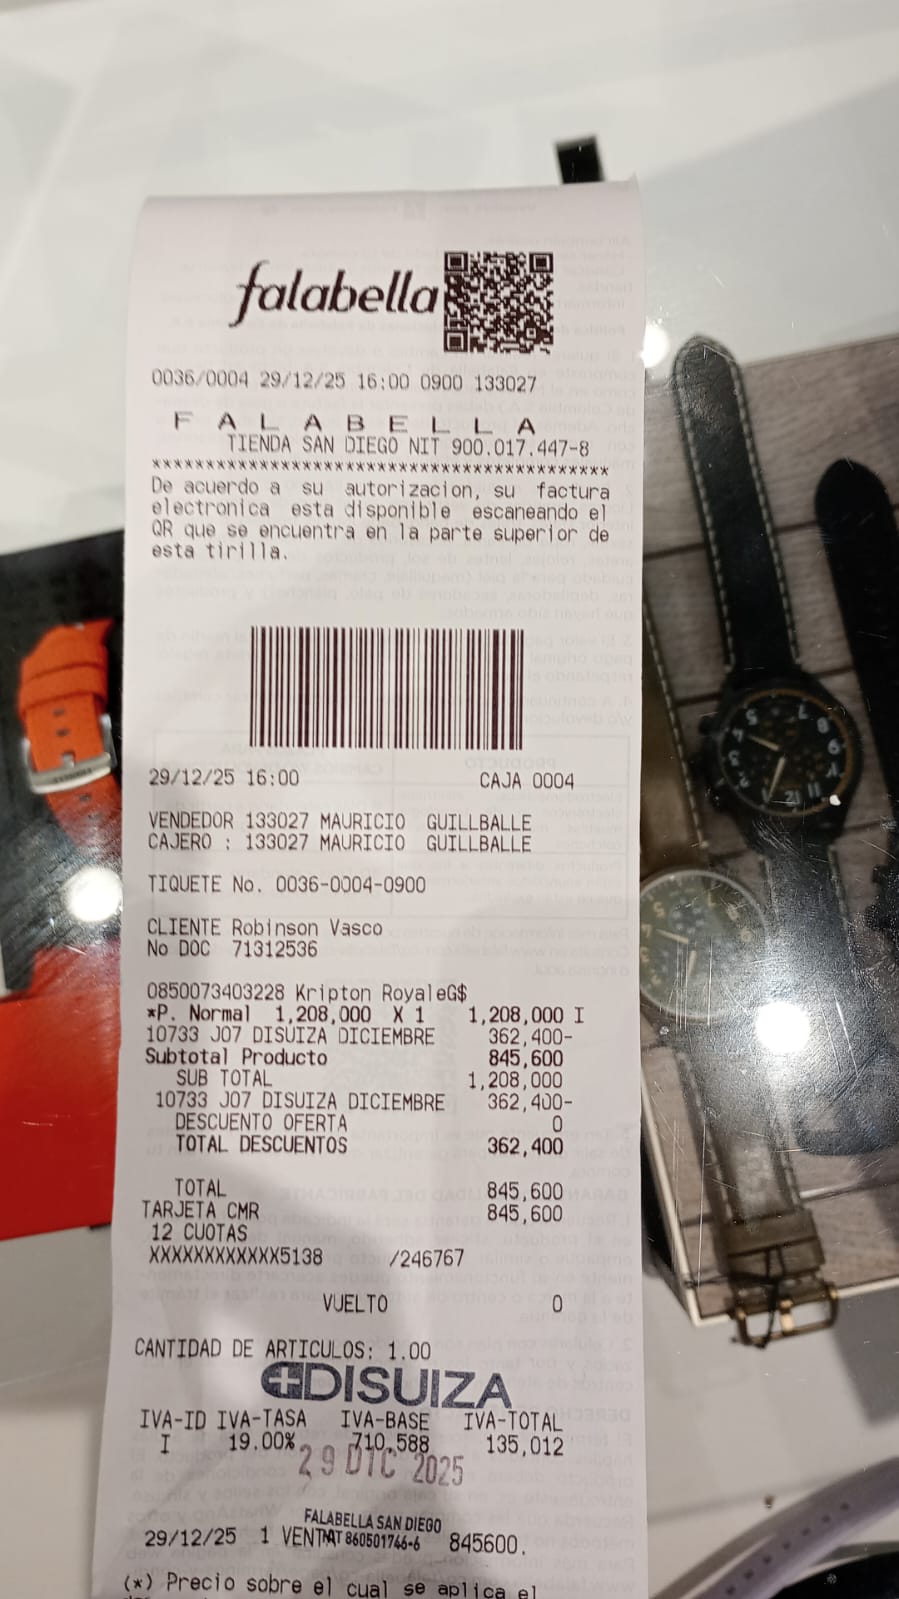 falabella
0036/0004 29/12/25 16:00 0900 133027
F A L A B E L L A
TIENDA SAN DIEGO NIT 900.017.447-8
******************************************
De acuerdo a su autorizacion, su factura
electronica esta disponible escaneando el
QR que se encuentra en la parte superior de
esta tirilla.
29/12/25 16:00 CAJA 0004
VENDEDOR 133027 MAURICIO GUILLBALLE
CAJERO : 133027 MAURICIO GUILLBALLE
TIQUETE No. 0036-0004-0900
CLIENTE Robinson Vasco
No DOC 71312536
0850073403228 Kripton RoyaleG$
*P. Normal 1,208,000 X 1 1,208,000 I
10733 J07 DISUIZA DICIEMBRE 362,400-
Subtotal Producto 845,600
SUB TOTAL 1,208,000
10733 J07 DISUIZA DICIEMBRE 362,400-
DESCUENTO OFERTA 0
TOTAL DESCUENTOS 362,400
TOTAL 845,600
TARJETA CMR 845,600
12 CUOTAS
XXXXXXXXXXXX5138 /246767
VUELTO 0
CANTIDAD DE ARTICULOS: 1.00
DISUIZA
IVA-ID IVA-TASA IVA-BASE IVA-TOTAL
I 19.00% 710,588 135,012
29 DIC 2025
FALABELLA SAN DIEGO
29/12/25 1 860501746-6 845600.
(*) Precio sobre el cual se aplica el